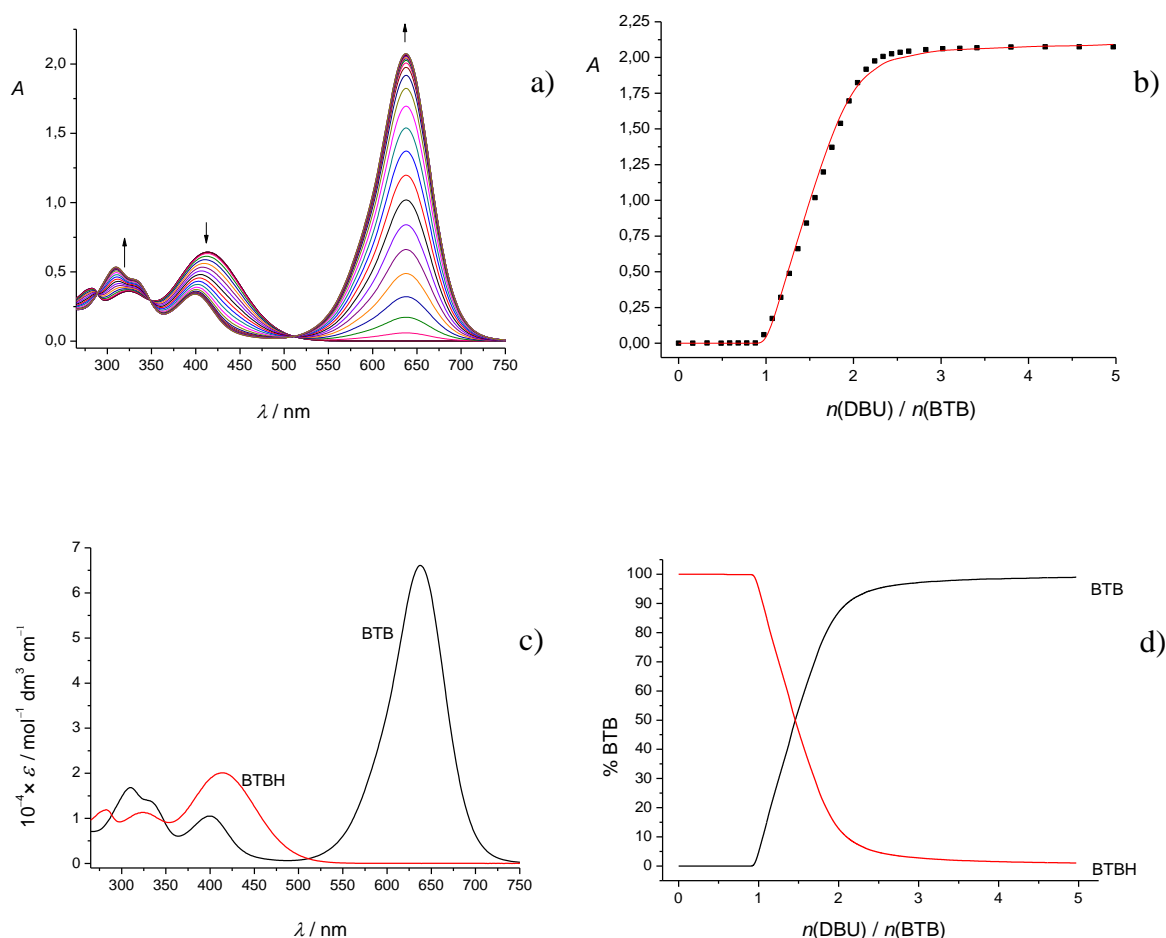 2,0
1,5
1,0
0,5
0,0
A
300 350 400 450 500 550 600 650 700 750
λ / nm
a)
2,25
2,00
1,75
1,50
1,25
1,00
0,75
0,50
0,25
0,00
A
0 1 2 3 4 5
n(DBU) / n(BTB)
b)
7
6
5
4
3
2
1
0
10⁻⁴× ε / mol⁻¹ dm³ cm⁻¹
BTB
BTBH
300 350 400 450 500 550 600 650 700 750
λ / nm
c)
100
90
80
70
60
50
40
30
20
10
0
% BTB
BTB
BTBH
0 1 2 3 4 5
n(DBU) / n(BTB)
d)